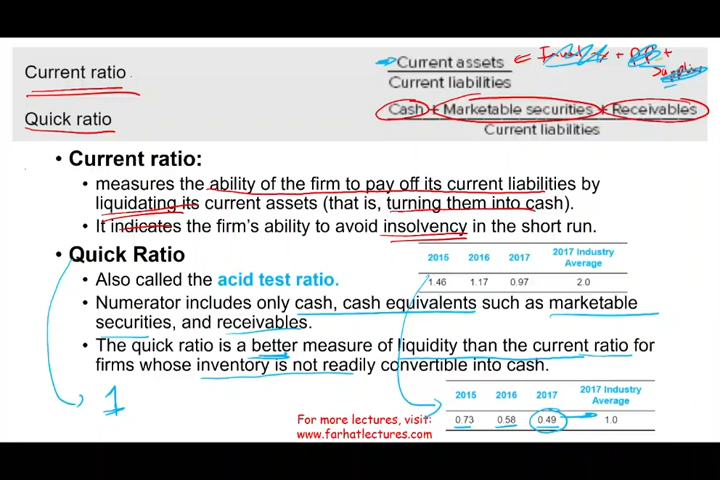 Current ratio
Current assets
Current liabilities
Quick ratio
Cash + Marketable securities + Receivables
Current liabilities
• Current ratio:
• measures the ability of the firm to pay off its current liabilities by
liquidating its current assets (that is, turning them into cash).
• It indicates the firm's ability to avoid insolvency in the short run.
• Quick Ratio
2015 2016 2017 2017 Industry
Average
1.46 1.17 0.97 2.0
• Also called the acid test ratio.
• Numerator includes only cash, cash equivalents such as marketable
securities, and receivables.
• The quick ratio is a better measure of liquidity than the current ratio for
firms whose inventory is not readily convertible into cash.
2015 2016 2017 2017 Industry
Average
0.73 0.58 0.49 1.0
1
For more lectures, visit:
www.farhatlectures.com